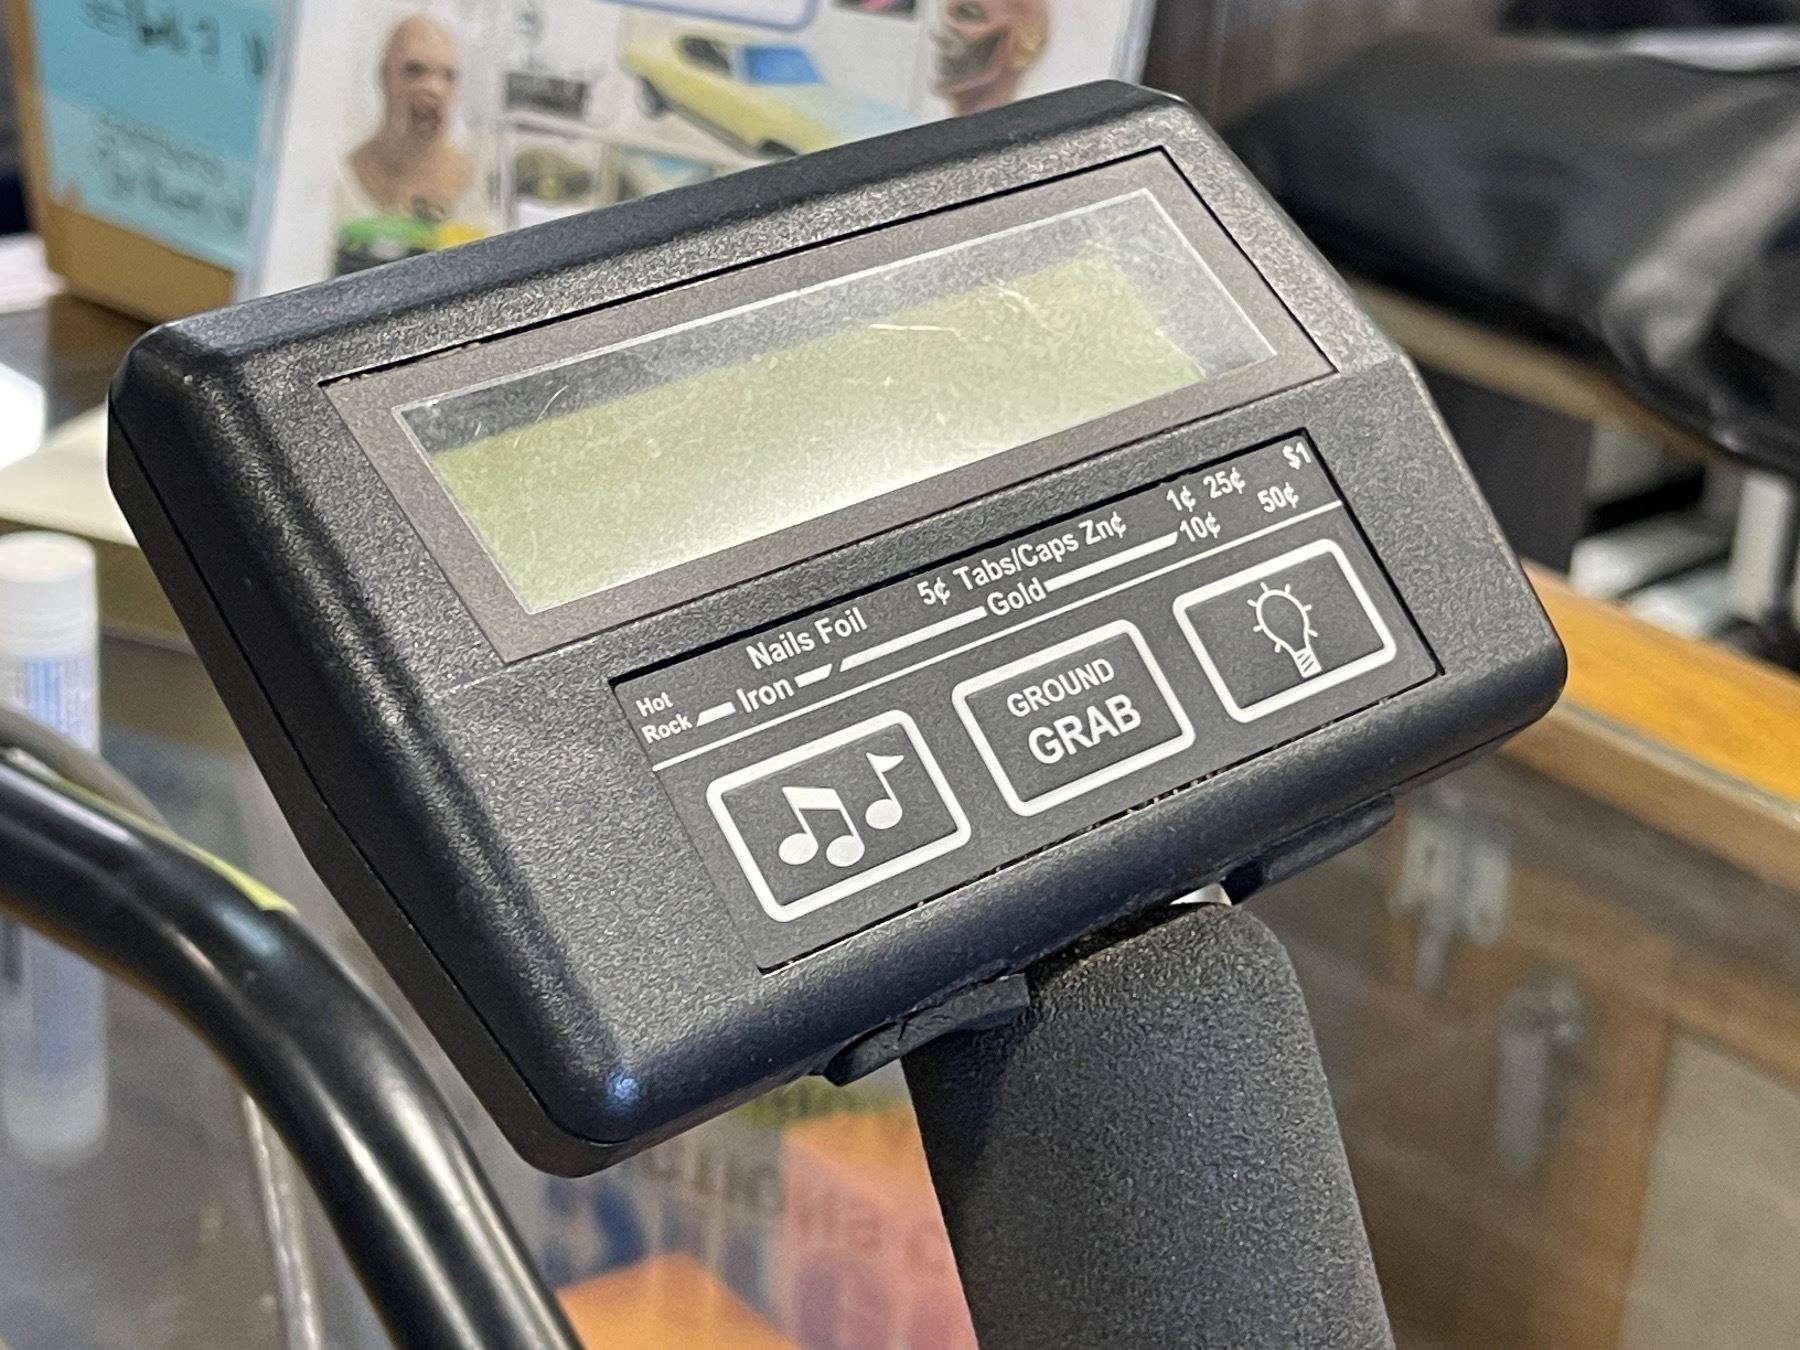 $1
1¢ 25¢
Nails Foil 5¢ Tabs/Caps Zn¢ 10¢ 50¢
Hot
Rock Iron Gold
GROUND
GRAB